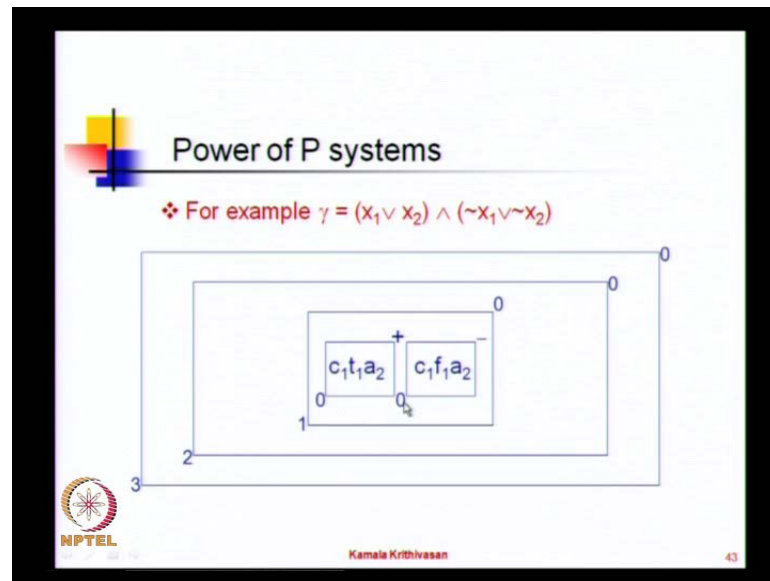 Power of P systems
❖ For example γ = (x₁∨ x₂) ∧ (~x₁∨~x₂)
0
0
0
+ −
c₁t₁a₂ c₁f₁a₂
0 0
1
2
3
NPTEL
Kamala Krithivasan 43